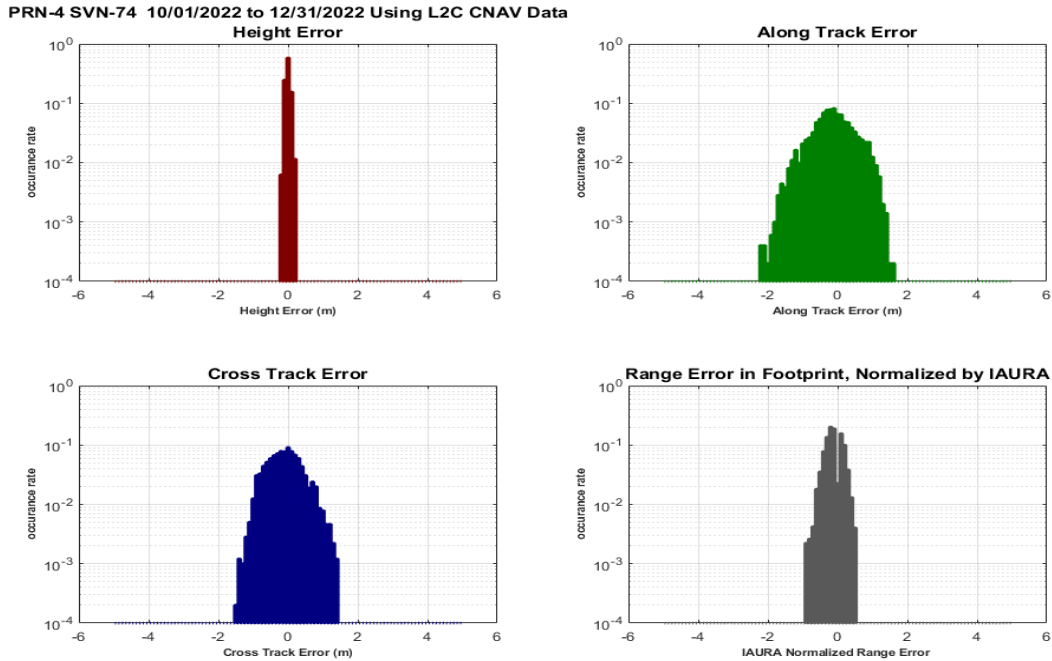 PRN-4 SVN-74 10/01/2022 to 12/31/2022 Using L2C CNAV Data
Height Error
10^0
10^-1
10^-2
10^-3
10^-4
occurance rate
-6 -4 -2 0 2 4 6
Height Error (m)
Along Track Error
10^0
10^-1
10^-2
10^-3
10^-4
occurance rate
-6 -4 -2 0 2 4 6
Along Track Error (m)
Cross Track Error
10^0
10^-1
10^-2
10^-3
10^-4
occurance rate
-6 -4 -2 0 2 4 6
Cross Track Error (m)
Range Error in Footprint, Normalized by IAURA
10^0
10^-1
10^-2
10^-3
10^-4
occurance rate
-6 -4 -2 0 2 4 6
IAURA Normalized Range Error